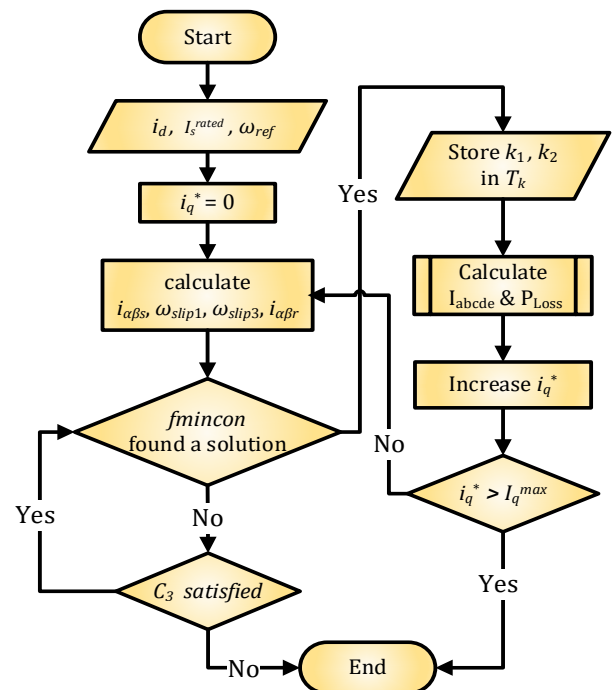 Start
i_d, I_s^rated, ω_ref
i_q^* = 0
calculate
i_αβs, ω_slip1, ω_slip3, i_αβr
fmincon
found a solution
Yes
No
C_3 satisfied
No
End
Yes
Store k_1, k_2
in T_k
Calculate
I_abcde & P_Loss
Increase i_q^*
No
i_q^* > I_q^max
Yes